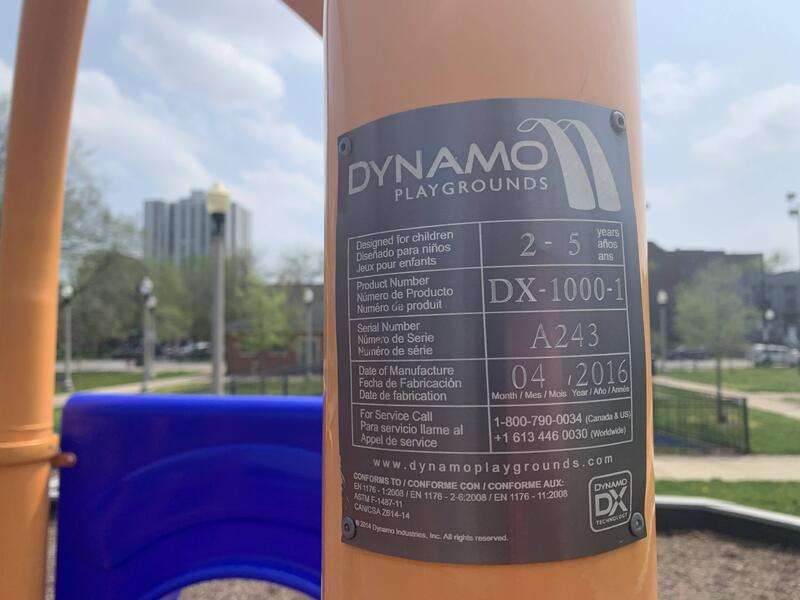 DYNAMO
PLAYGROUNDS
Designed for children
Diseñado para niños
Jeux pour enfants
2 - 5
years
años
ans
Product Number
Número de Producto
Numéro de produit
DX-1000-1
Serial Number
Número de Serie
Numéro de série
A243
Date of Manufacture
Fecha de Fabricación
Date de fabrication
04 / 2016
Month / Mes / Mois Year / Año / Année
For Service Call
Para servicio llame al
Appel de service
1-800-790-0034 (Canada & US)
+1 613 446 0030 (Worldwide)
www.dynamoplaygrounds.com
CONFORMS TO / CONFORME CON / CONFORME AUX:
EN 1176 - 1:2008 / EN 1176 - 2-6:2008 / EN 1176 - 11:2008
ASTM F-1487-11
CAN/CSA Z614-14
© 2014 Dynamo Industries, Inc. All rights reserved.
DYNAMO
DX
TECHNOLOGY